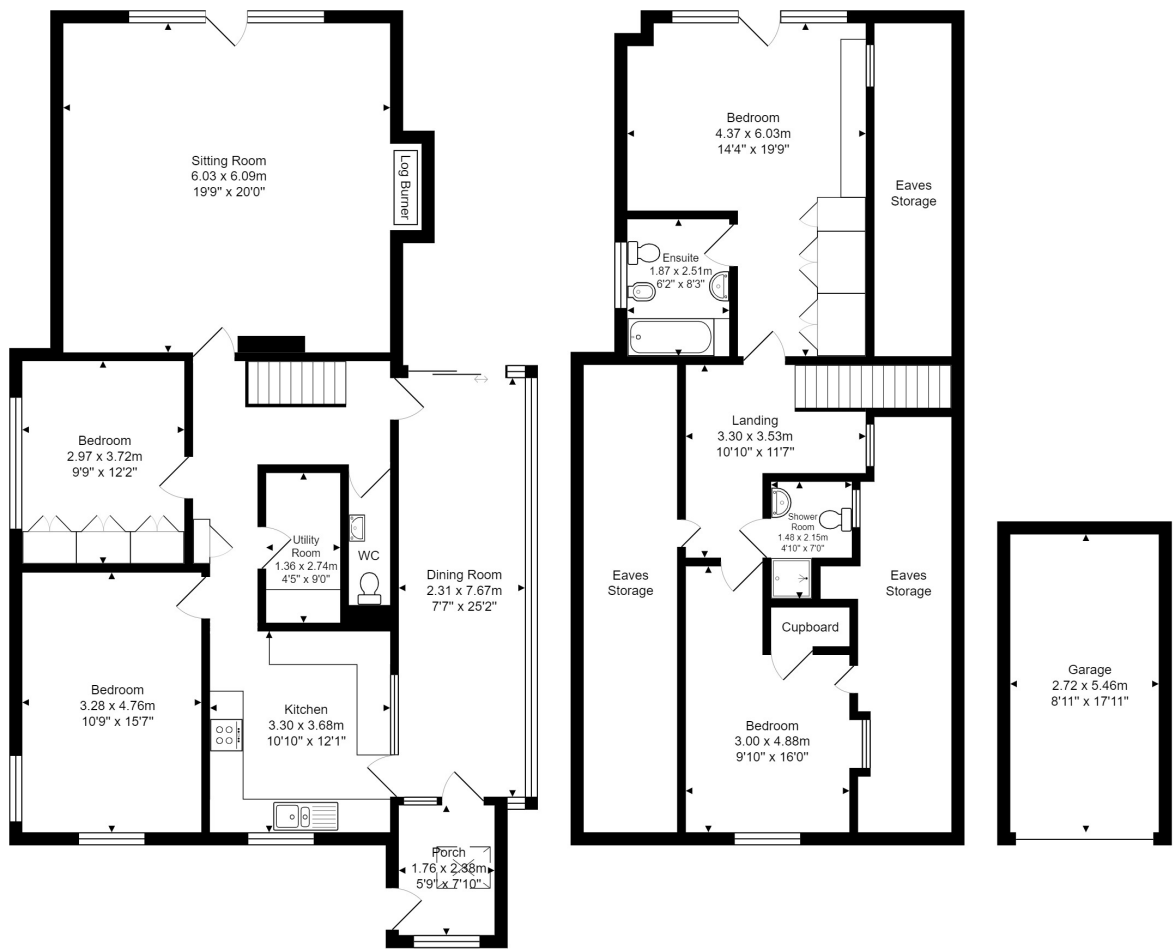 Sitting Room
6.03 x 6.09m
19'9" x 20'0"
Log Burner
Bedroom
2.97 x 3.72m
9'9" x 12'2"
Utility
Room
1.36 x 2.74m
4'5" x 9'0"
WC
Dining Room
2.31 x 7.67m
7'7" x 25'2"
Bedroom
3.28 x 4.76m
10'9" x 15'7"
Kitchen
3.30 x 3.68m
10'10" x 12'1"
Porch
1.76 x 2.38m
5'9" x 7'10"
Bedroom
4.37 x 6.03m
14'4" x 19'9"
Eaves
Storage
Ensuite
1.87 x 2.51m
6'2" x 8'3"
Landing
3.30 x 3.53m
10'10" x 11'7"
Shower
Room
1.48 x 2.15m
4'10" x 7'0"
Eaves
Storage
Eaves
Storage
Cupboard
Bedroom
3.00 x 4.88m
9'10" x 16'0"
Garage
2.72 x 5.46m
8'11" x 17'11"